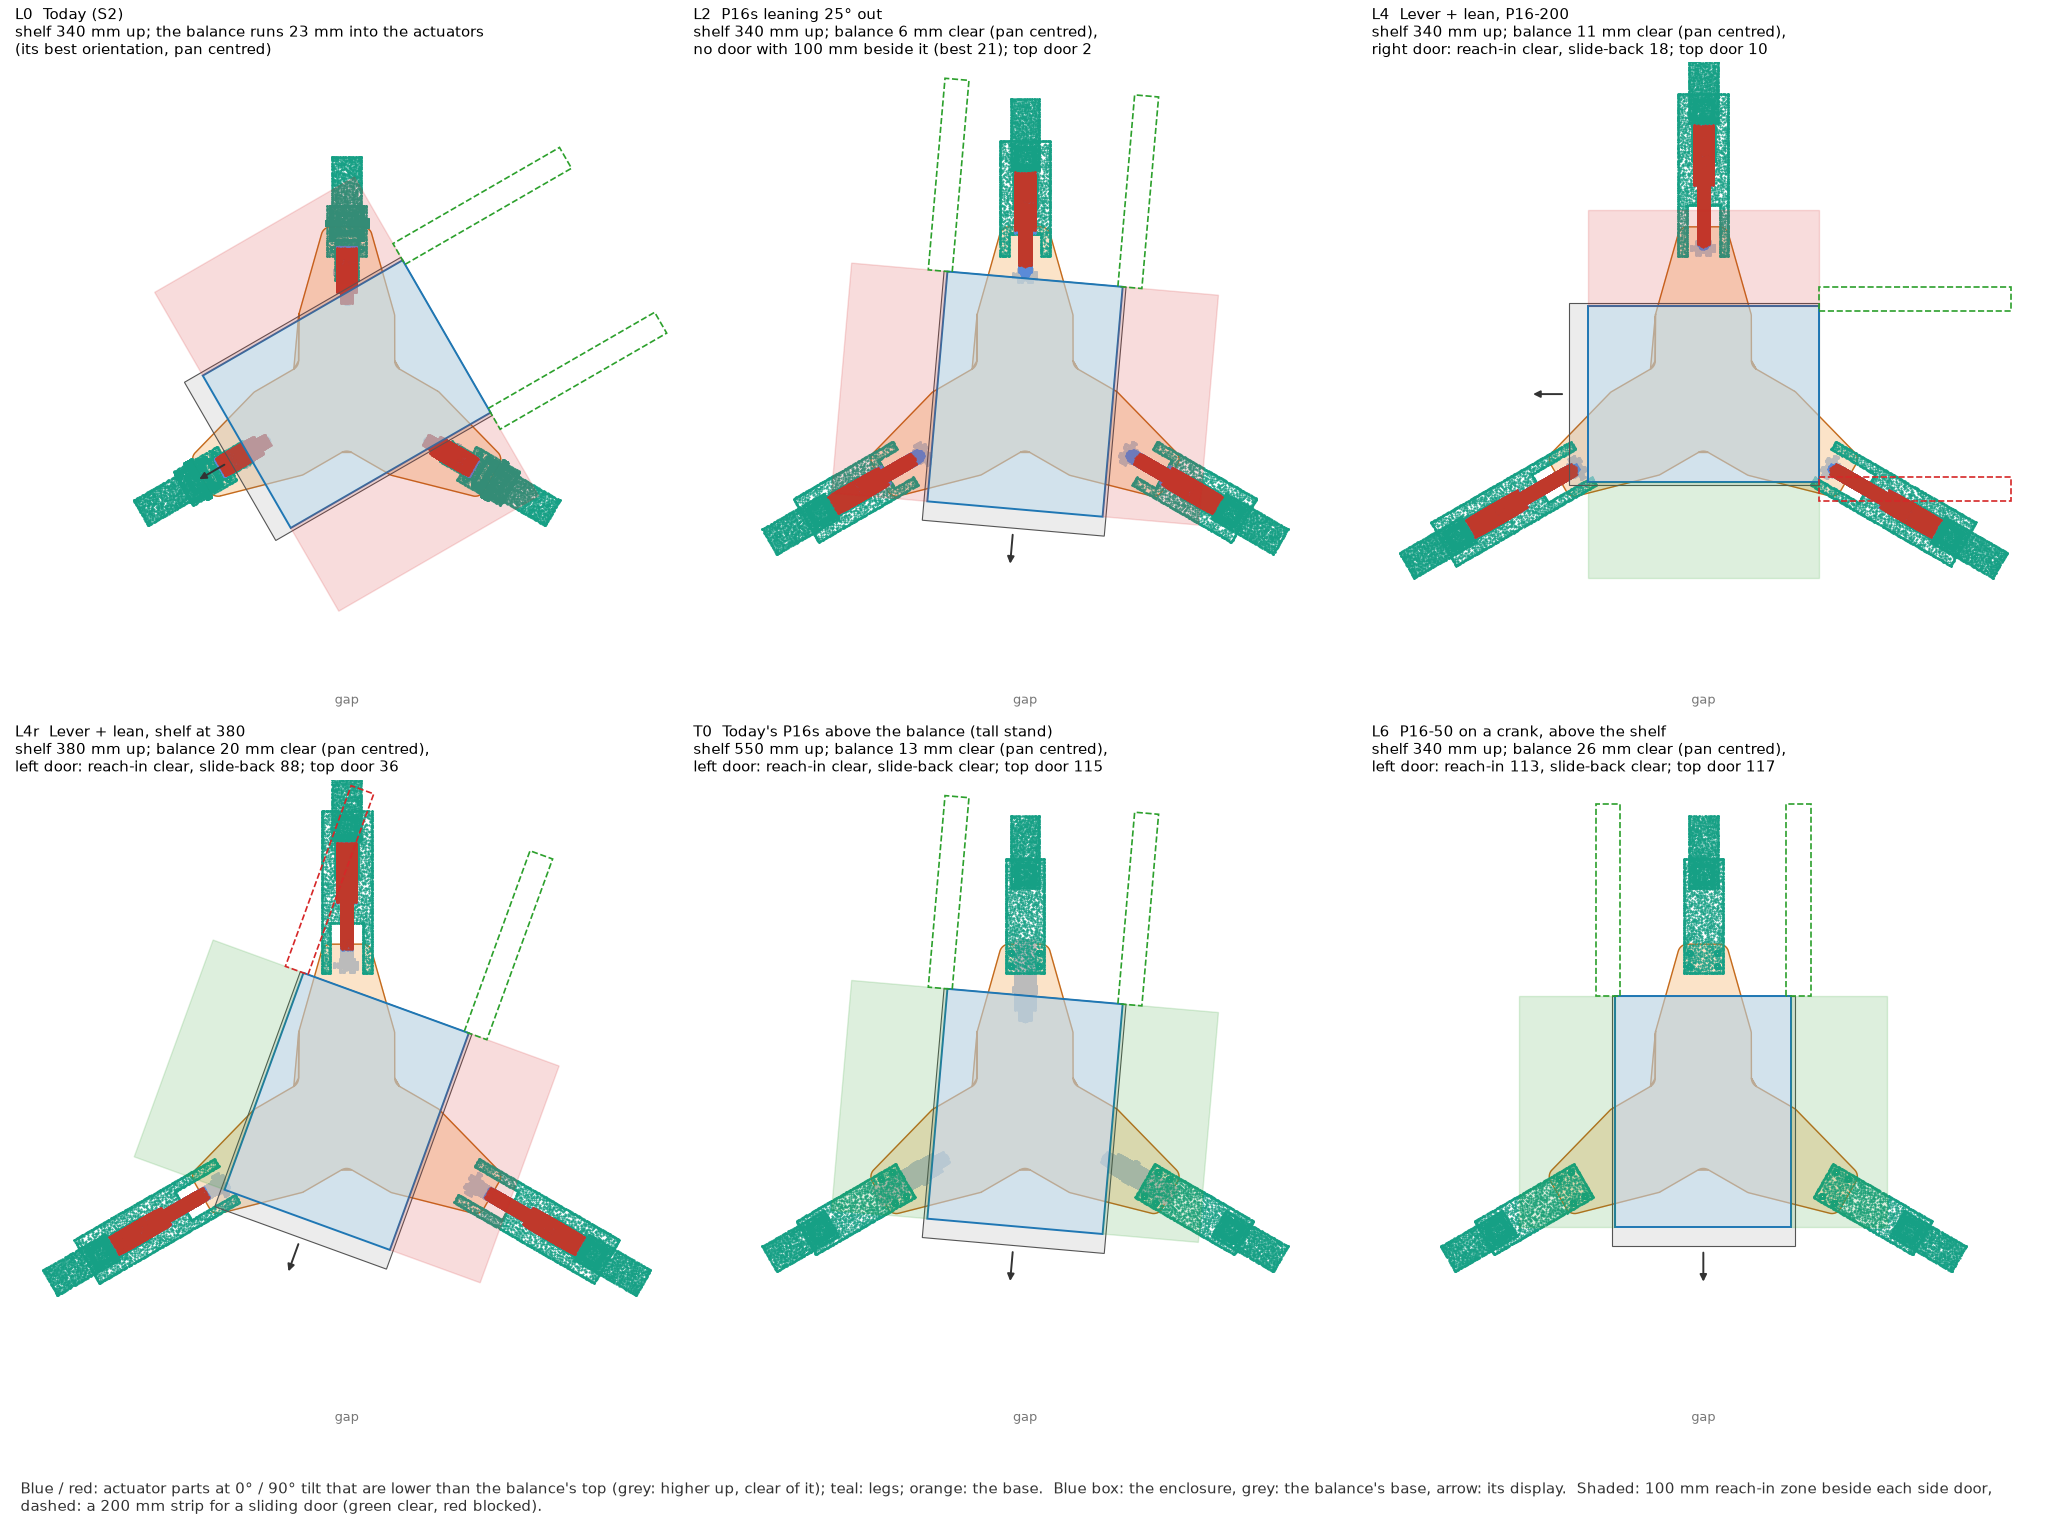 L0  Today (S2)
shelf 340 mm up; the balance runs 23 mm into the actuators
(its best orientation, pan centred)
L2  P16s leaning 25° out
shelf 340 mm up; balance 6 mm clear (pan centred),
no door with 100 mm beside it (best 21); top door 2
L4  Lever + lean, P16-200
shelf 340 mm up; balance 11 mm clear (pan centred),
right door: reach-in clear, slide-back 18; top door 10
gap
gap
gap
L4r  Lever + lean, shelf at 380
shelf 380 mm up; balance 20 mm clear (pan centred),
left door: reach-in clear, slide-back 88; top door 36
T0  Today's P16s above the balance (tall stand)
shelf 550 mm up; balance 13 mm clear (pan centred),
left door: reach-in clear, slide-back clear; top door 115
L6  P16-50 on a crank, above the shelf
shelf 340 mm up; balance 26 mm clear (pan centred),
left door: reach-in 113, slide-back clear; top door 117
gap
gap
gap
Blue / red: actuator parts at 0° / 90° tilt that are lower than the balance's top (grey: higher up, clear of it); teal: legs; orange: the base.  Blue box: the enclosure, grey: the balance's base, arrow: its display.  Shaded: 100 mm reach-in zone beside each side door,
dashed: a 200 mm strip for a sliding door (green clear, red blocked).